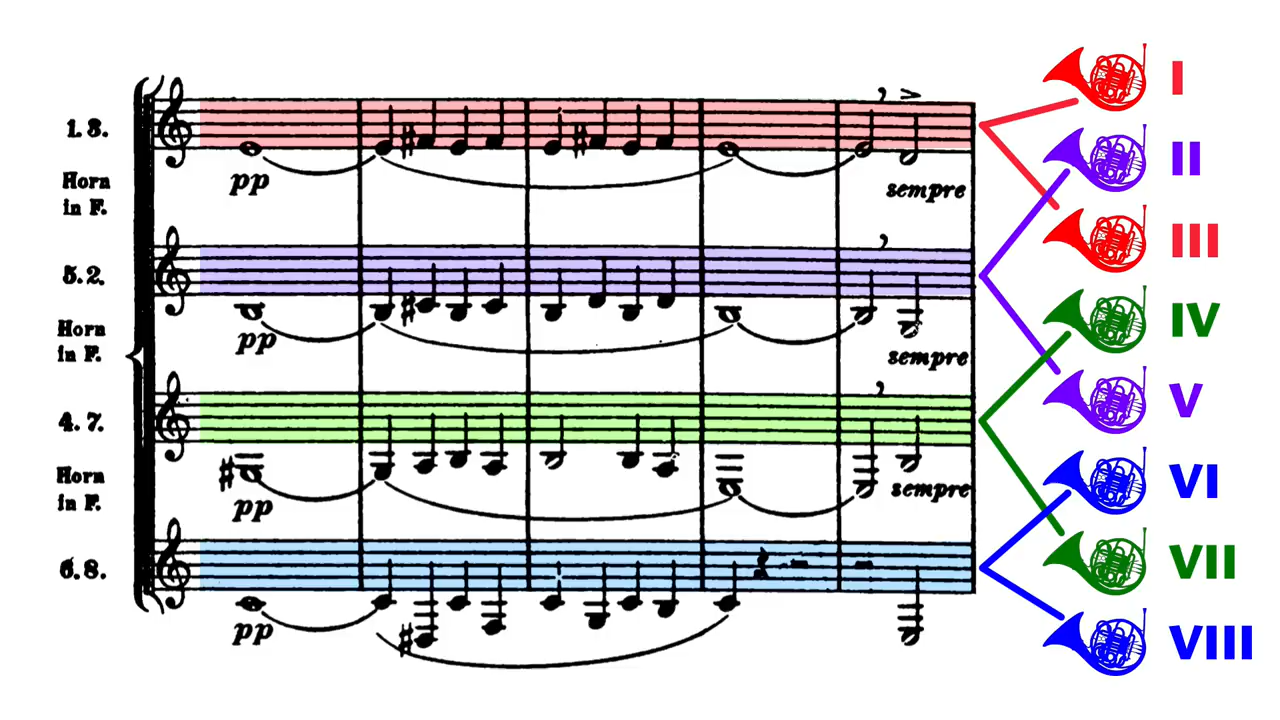 1. 3.
Horn
in F.
pp
sempre
5. 2.
Horn
in F.
pp
sempre
4. 7.
Horn
in F.
pp
sempre
6. 8.
pp
I
II
III
IV
V
VI
VII
VIII